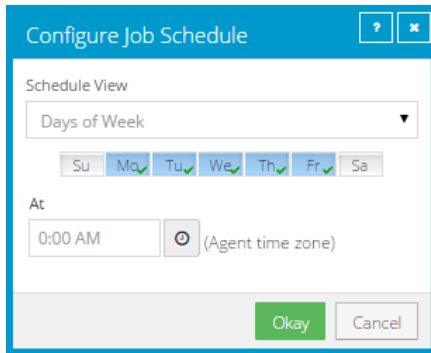 Configure Job Schedule ? ×
Schedule View
Days of Week
Su Mo Tu We Th Fr Sa
At
0:00 AM (Agent time zone)
Okay Cancel